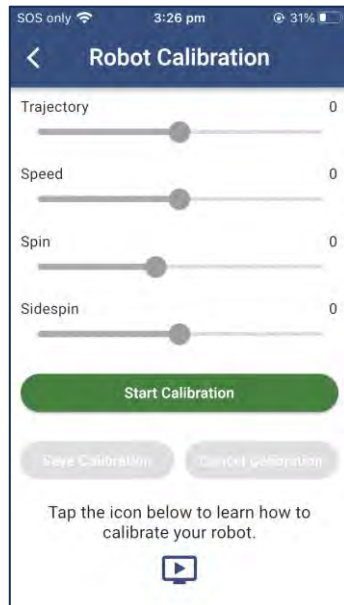 SOS only 3:26 pm 31%
Robot Calibration
Trajectory 0
Speed 0
Spin 0
Sidespin 0
Start Calibration
Save Calibration Cancel Calibration
Tap the icon below to learn how to
calibrate your robot.